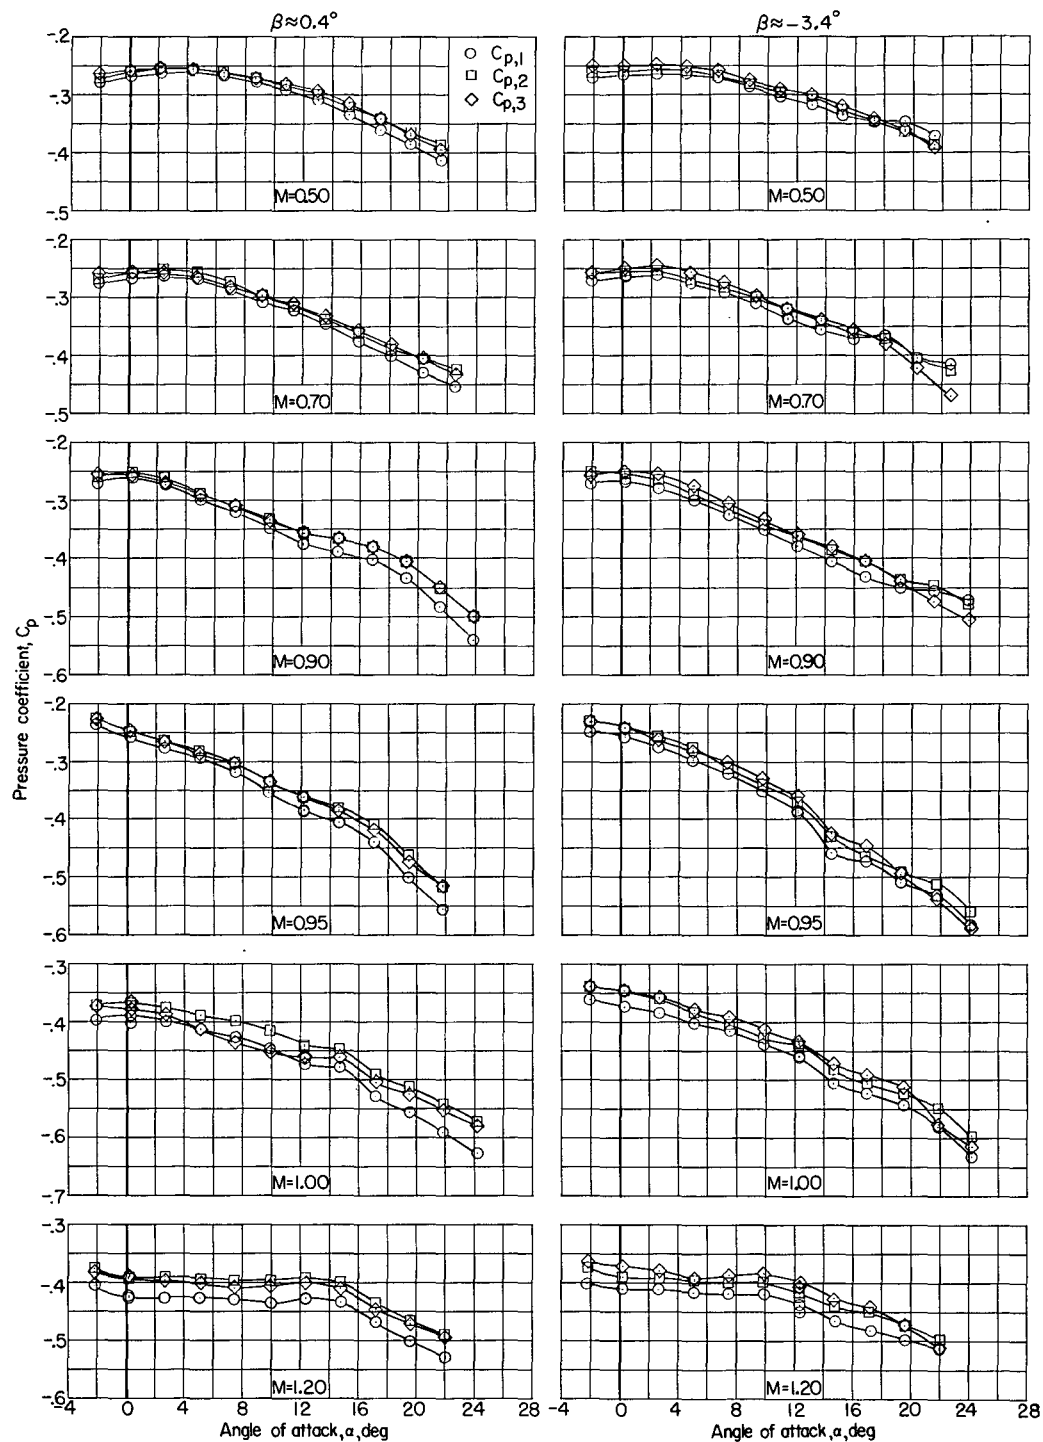 β≈0.4°
β≈-3.4°
-.2
-.3
-.4
-.5
○ Cp,1
□ Cp,2
◇ Cp,3
M=0.50
M=0.50
-.2
-.3
-.4
-.5
M=0.70
M=0.70
-.2
-.3
-.4
-.5
-.6
M=0.90
M=0.90
Pressure coefficient, Cp
-.2
-.3
-.4
-.5
-.6
M=0.95
M=0.95
-.3
-.4
-.5
-.6
-.7
M=1.00
M=1.00
-.3
-.4
-.5
-.6
M=1.20
M=1.20
-4 0 4 8 12 16 20 24 28
-4 0 4 8 12 16 20 24 28
Angle of attack, α, deg
Angle of attack, α, deg